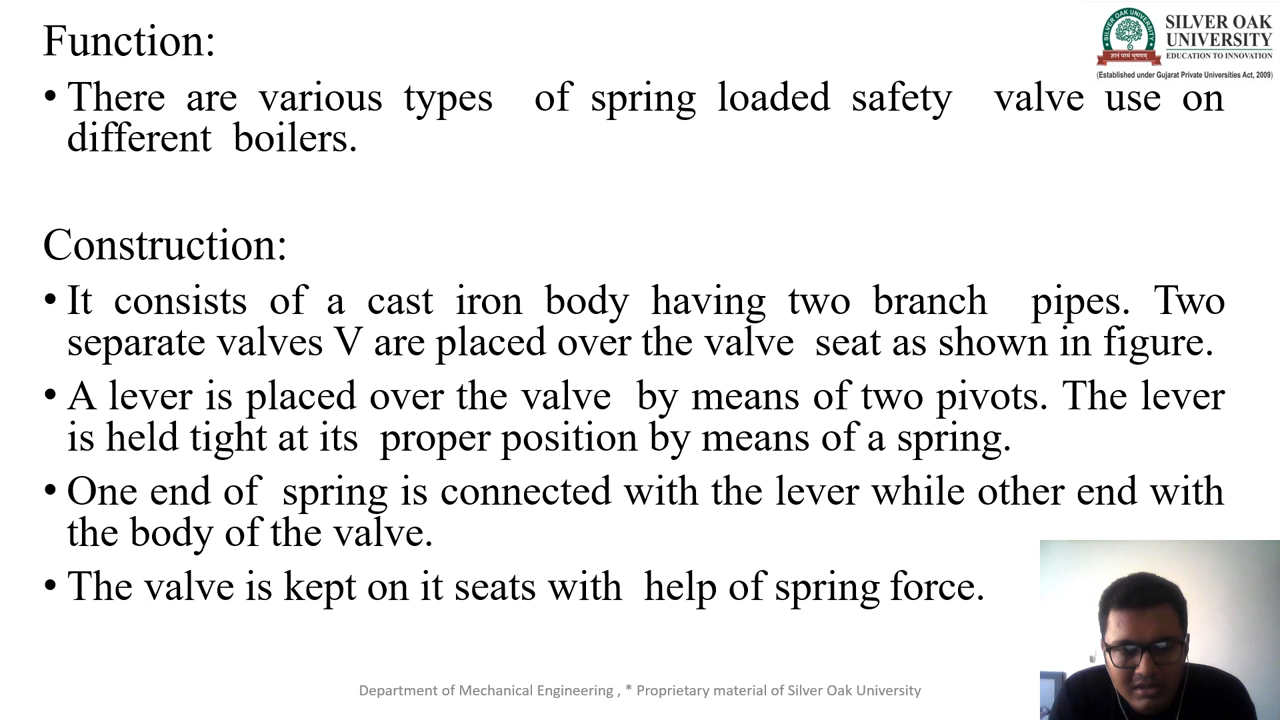 Function:
SILVER OAK
UNIVERSITY
EDUCATION TO INNOVATION
(Established under Gujarat Private Universities Act, 2009)
• There are various types of spring loaded safety valve use on
different boilers.
Construction:
• It consists of a cast iron body having two branch pipes. Two
separate valves V are placed over the valve seat as shown in figure.
• A lever is placed over the valve by means of two pivots. The lever
is held tight at its proper position by means of a spring.
• One end of spring is connected with the lever while other end with
the body of the valve.
• The valve is kept on it seats with help of spring force.
Department of Mechanical Engineering , * Proprietary material of Silver Oak University